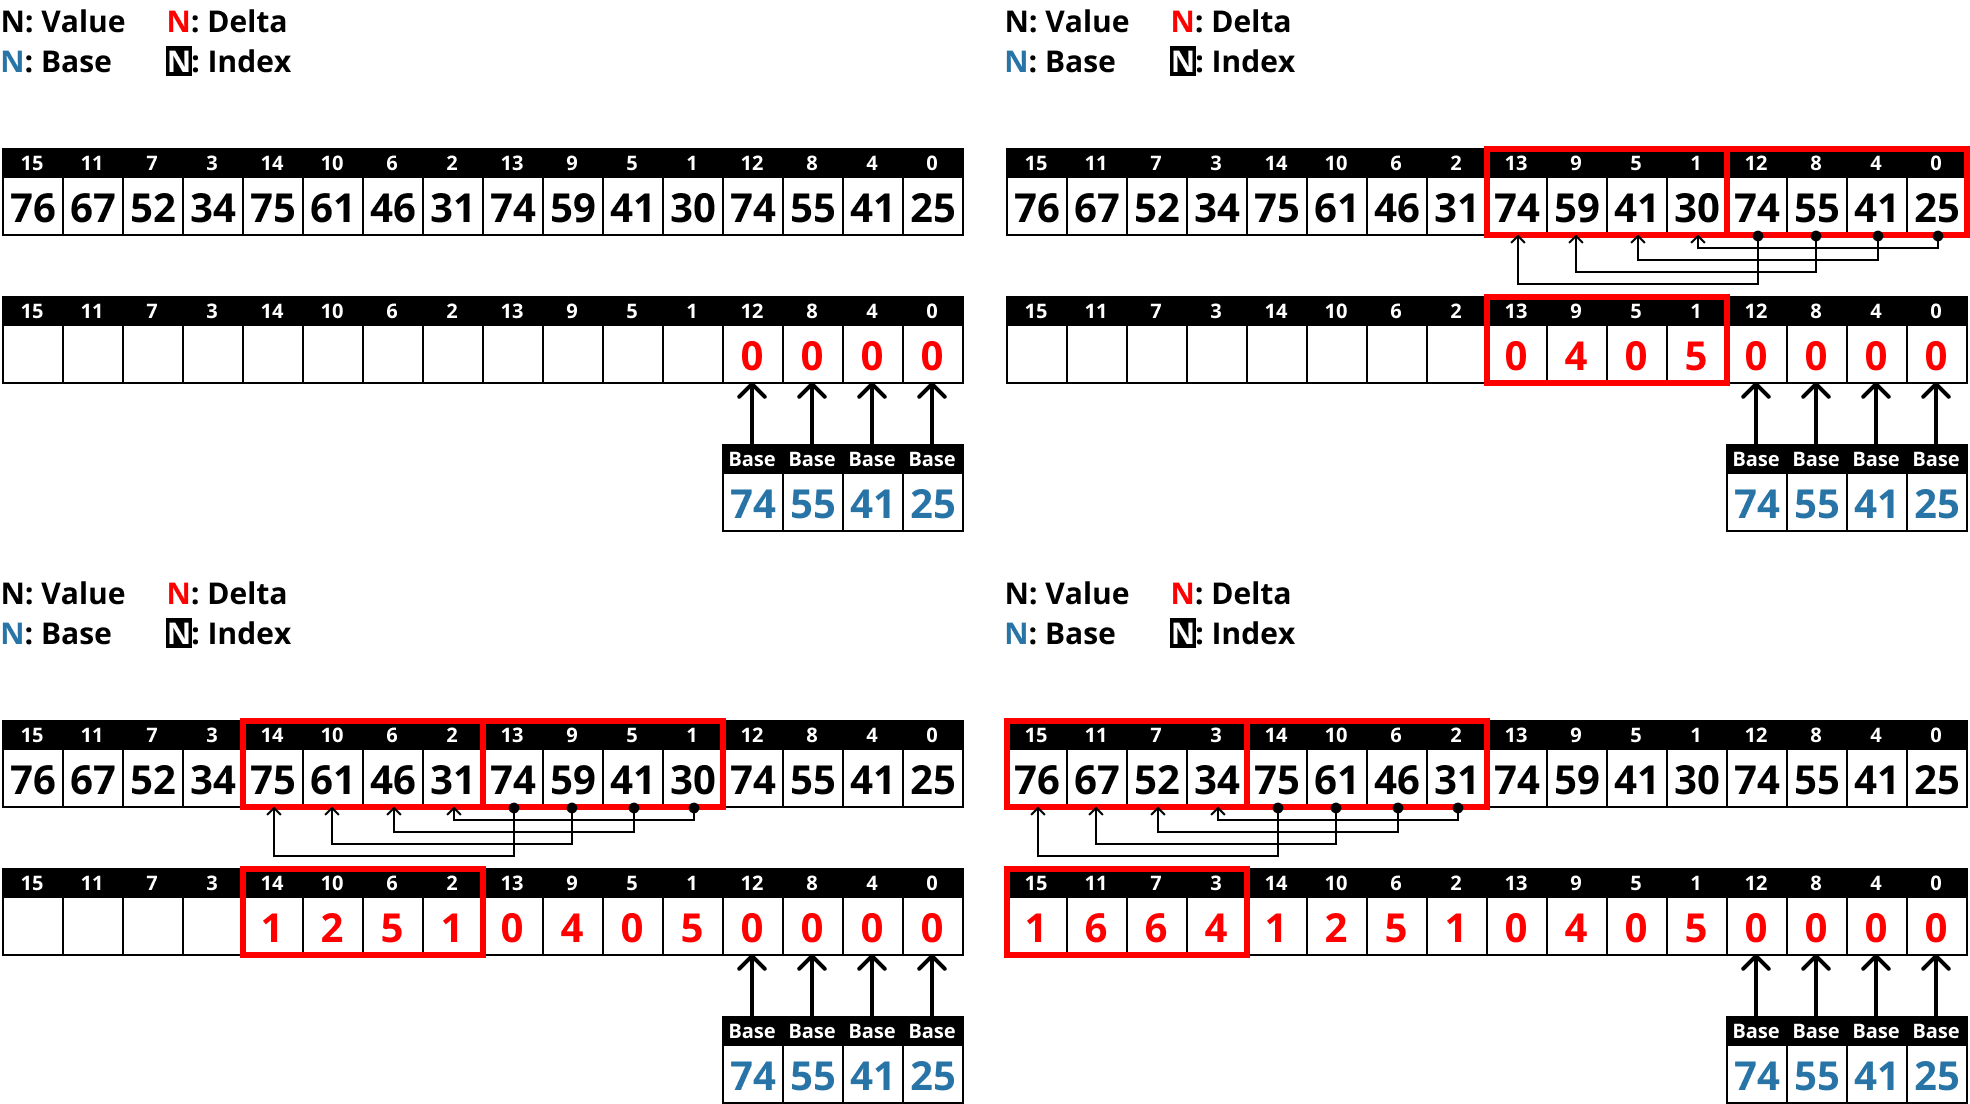 N: Value N: Delta
N: Base N: Index
15 11 7 3 14 10 6 2 13 9 5 1 12 8 4 0
76 67 52 34 75 61 46 31 74 59 41 30 74 55 41 25
15 11 7 3 14 10 6 2 13 9 5 1 12 8 4 0
0 0 0 0
Base Base Base Base
74 55 41 25
N: Value N: Delta
N: Base N: Index
15 11 7 3 14 10 6 2 13 9 5 1 12 8 4 0
76 67 52 34 75 61 46 31 74 59 41 30 74 55 41 25
15 11 7 3 14 10 6 2 13 9 5 1 12 8 4 0
0 4 0 5 0 0 0 0
Base Base Base Base
74 55 41 25
N: Value N: Delta
N: Base N: Index
15 11 7 3 14 10 6 2 13 9 5 1 12 8 4 0
76 67 52 34 75 61 46 31 74 59 41 30 74 55 41 25
15 11 7 3 14 10 6 2 13 9 5 1 12 8 4 0
1 2 5 1 0 4 0 5 0 0 0 0
Base Base Base Base
74 55 41 25
N: Value N: Delta
N: Base N: Index
15 11 7 3 14 10 6 2 13 9 5 1 12 8 4 0
76 67 52 34 75 61 46 31 74 59 41 30 74 55 41 25
15 11 7 3 14 10 6 2 13 9 5 1 12 8 4 0
1 6 6 4 1 2 5 1 0 4 0 5 0 0 0 0
Base Base Base Base
74 55 41 25